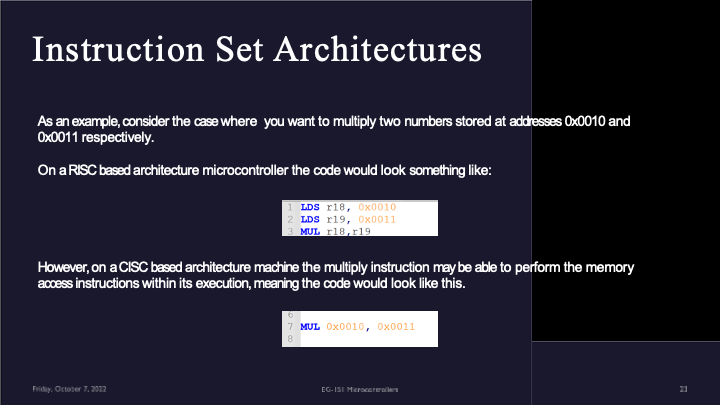 Instruction Set Architectures
As an example, consider the case where you want to multiply two numbers stored at addresses 0x0010 and
0x0011 respectively.
On a RISC based architecture microcontroller the code would look something like:
1 LDS r18, 0x0010
2 LDS r19, 0x0011
3 MUL r18,r19
However, on a CISC based architecture machine the multiply instruction may be able to perform the memory
access instructions within its execution, meaning the code would look like this.
6
7 MUL 0x0010, 0x0011
8
Friday, October 7, 2022
EG-151 Microcontrollers
23